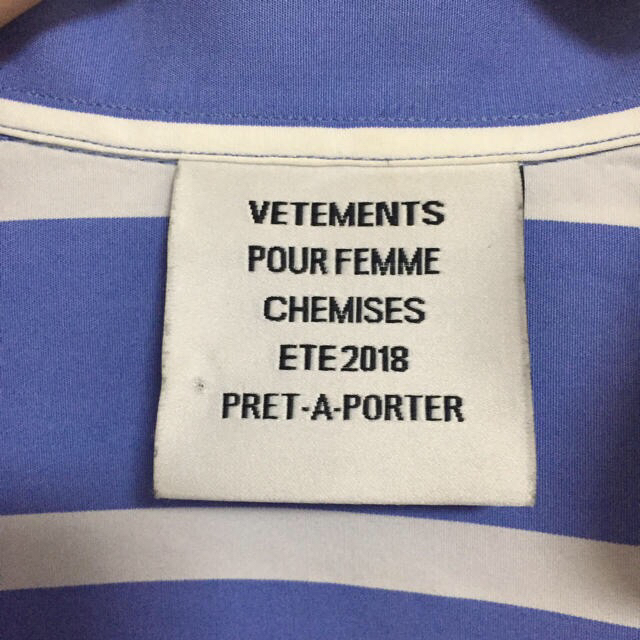 VETEMENTS
POUR FEMME
CHEMISES
ETE 2018
PRET-A-PORTER